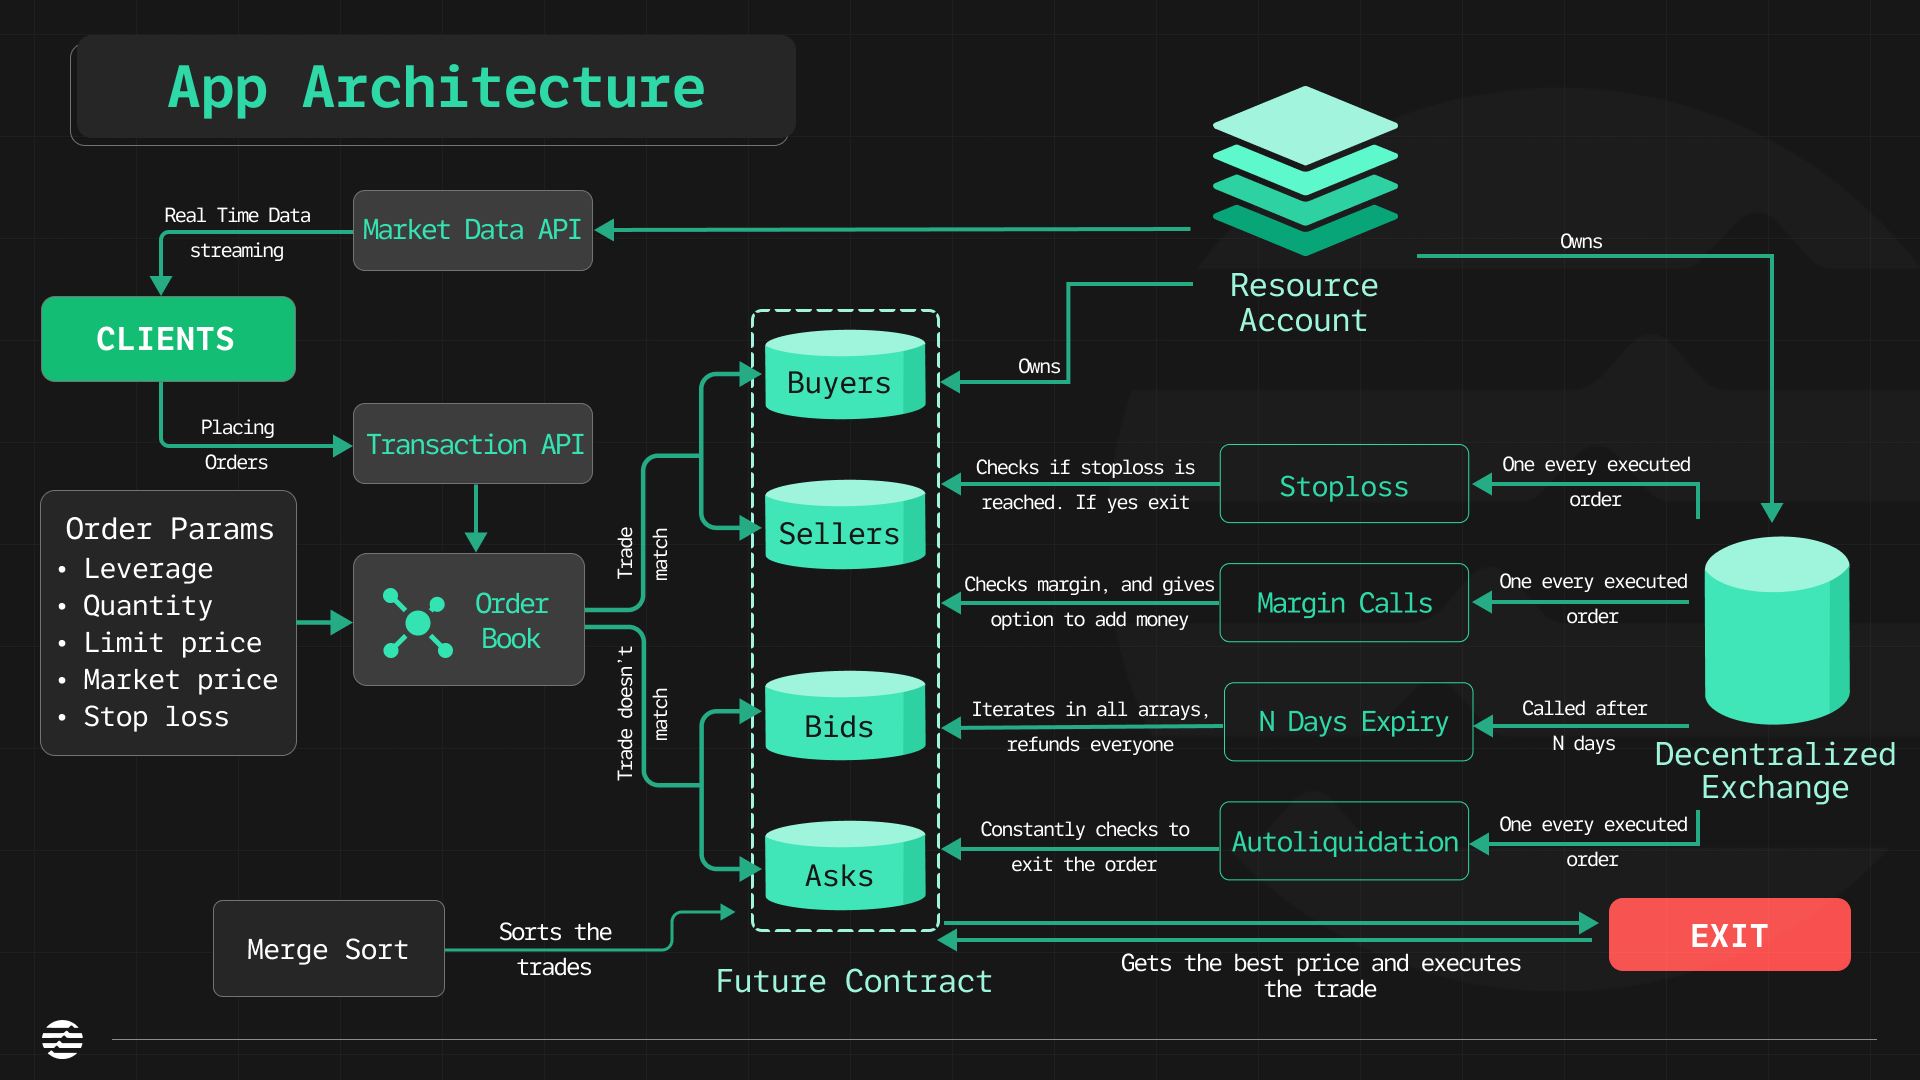 App Architecture
Real Time Data
streaming
Market Data API
Resource
Account
Owns
CLIENTS
Owns
Placing
Orders
Transaction API
Order Params
• Leverage
• Quantity
• Limit price
• Market price
• Stop loss
Order
Book
Trade
match
Trade doesn't
match
Buyers
Sellers
Bids
Asks
Future Contract
Checks if stoploss is
reached. If yes exit
Stoploss
One every executed
order
Checks margin, and gives
option to add money
Margin Calls
One every executed
order
Iterates in all arrays,
refunds everyone
N Days Expiry
Called after
N days
Decentralized
Exchange
Constantly checks to
exit the order
Autoliquidation
One every executed
order
Merge Sort
Sorts the
trades
EXIT
Gets the best price and executes
the trade